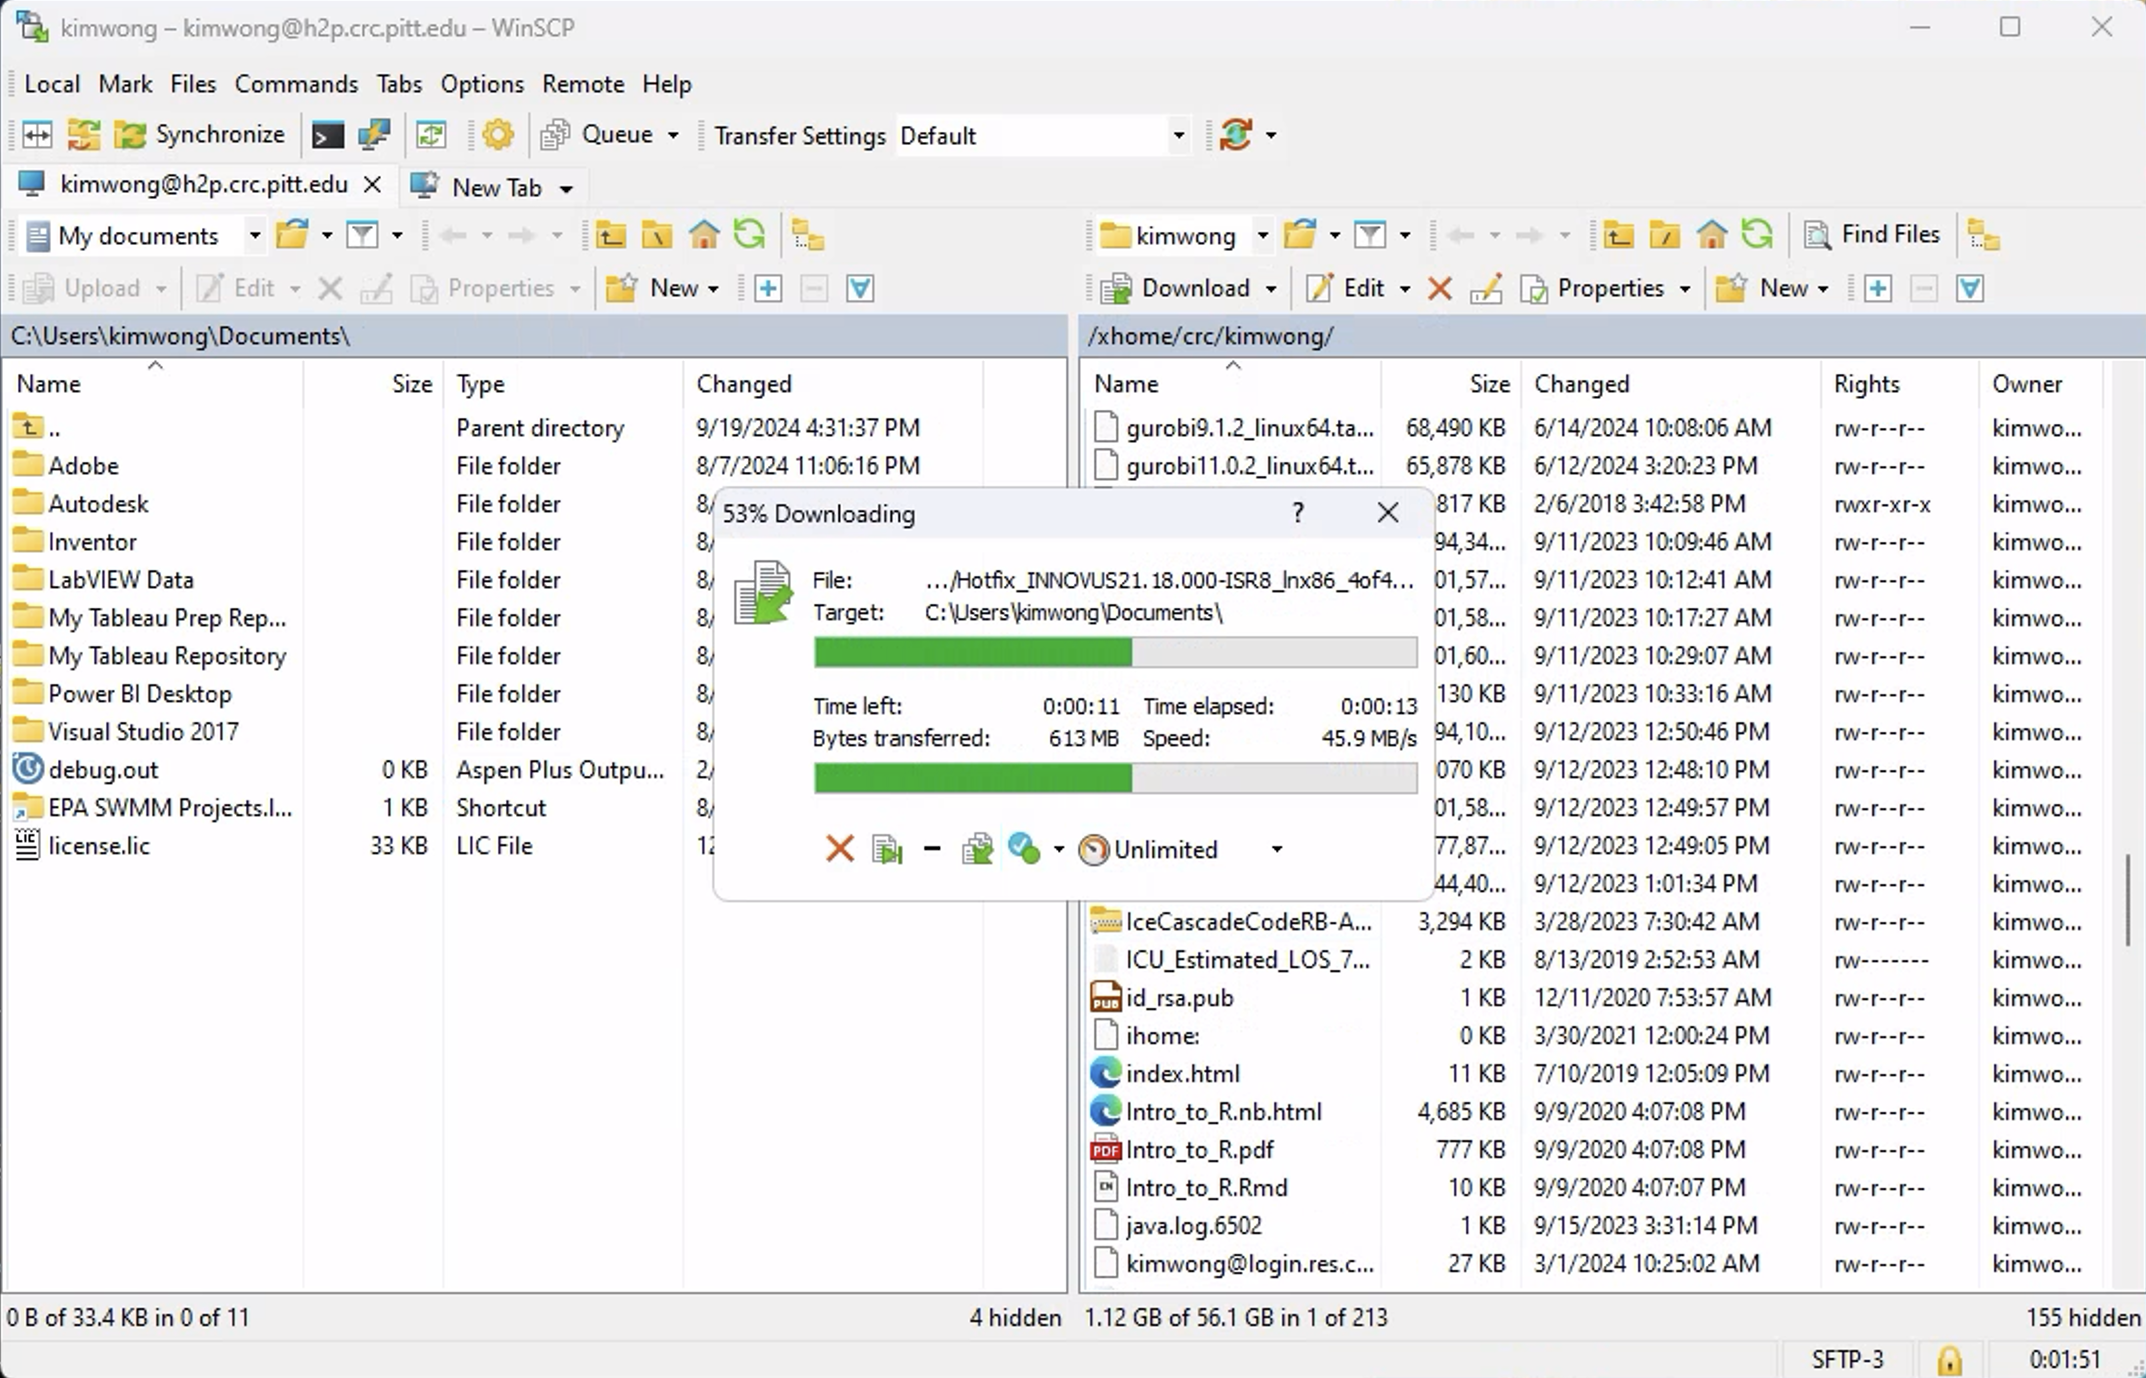 kimwong – kimwong@h2p.crc.pitt.edu – WinSCP
Local Mark Files Commands Tabs Options Remote Help
Synchronize Queue Transfer Settings Default
kimwong@h2p.crc.pitt.edu New Tab
My documents
kimwong Find Files
Upload Edit Properties New
Download Edit Properties New
C:\Users\kimwong\Documents\
/xhome/crc/kimwong/
Name Size Type Changed
.. Parent directory 9/19/2024 4:31:37 PM
Adobe File folder 8/7/2024 11:06:16 PM
Autodesk File folder 8/
Inventor File folder 8/
LabVIEW Data File folder 8/
My Tableau Prep Rep... File folder 8/
My Tableau Repository File folder 8/
Power BI Desktop File folder 8/
Visual Studio 2017 File folder 8/
debug.out 0 KB Aspen Plus Outpu... 2/
EPA SWMM Projects.l... 1 KB Shortcut 8/
license.lic 33 KB LIC File 12
Name Size Changed Rights Owner
gurobi9.1.2_linux64.ta... 68,490 KB 6/14/2024 10:08:06 AM rw-r--r-- kimwo...
gurobi11.0.2_linux64.t... 65,878 KB 6/12/2024 3:20:23 PM rw-r--r-- kimwo...
817 KB 2/6/2018 3:42:58 PM rwxr-xr-x kimwo...
94,34... 9/11/2023 10:09:46 AM rw-r--r-- kimwo...
01,57... 9/11/2023 10:12:41 AM rw-r--r-- kimwo...
01,58... 9/11/2023 10:17:27 AM rw-r--r-- kimwo...
01,60... 9/11/2023 10:29:07 AM rw-r--r-- kimwo...
130 KB 9/11/2023 10:33:16 AM rw-r--r-- kimwo...
94,10... 9/12/2023 12:50:46 PM rw-r--r-- kimwo...
070 KB 9/12/2023 12:48:10 PM rw-r--r-- kimwo...
01,58... 9/12/2023 12:49:57 PM rw-r--r-- kimwo...
77,87... 9/12/2023 12:49:05 PM rw-r--r-- kimwo...
44,40... 9/12/2023 1:01:34 PM rw-r--r-- kimwo...
IceCascadeCodeRB-A... 3,294 KB 3/28/2023 7:30:42 AM rw-r--r-- kimwo...
ICU_Estimated_LOS_7... 2 KB 8/13/2019 2:52:53 AM rw------- kimwo...
id_rsa.pub 1 KB 12/11/2020 7:53:57 AM rw-r--r-- kimwo...
ihome: 0 KB 3/30/2021 12:00:24 PM rw-r--r-- kimwo...
index.html 11 KB 7/10/2019 12:05:09 PM rw-r--r-- kimwo...
Intro_to_R.nb.html 4,685 KB 9/9/2020 4:07:08 PM rw-r--r-- kimwo...
Intro_to_R.pdf 777 KB 9/9/2020 4:07:08 PM rw-r--r-- kimwo...
Intro_to_R.Rmd 10 KB 9/9/2020 4:07:07 PM rw-r--r-- kimwo...
java.log.6502 1 KB 9/15/2023 3:31:14 PM rw-r--r-- kimwo...
kimwong@login.res.c... 27 KB 3/1/2024 10:25:02 AM rw-r--r-- kimwo...
53% Downloading ?
File: .../Hotfix_INNOVUS21.18.000-ISR8_lnx86_4of4...
Target: C:\Users\kimwong\Documents\
Time left: 0:00:11 Time elapsed: 0:00:13
Bytes transferred: 613 MB Speed: 45.9 MB/s
Unlimited
0 B of 33.4 KB in 0 of 11 4 hidden
1.12 GB of 56.1 GB in 1 of 213 155 hidden
SFTP-3 0:01:51